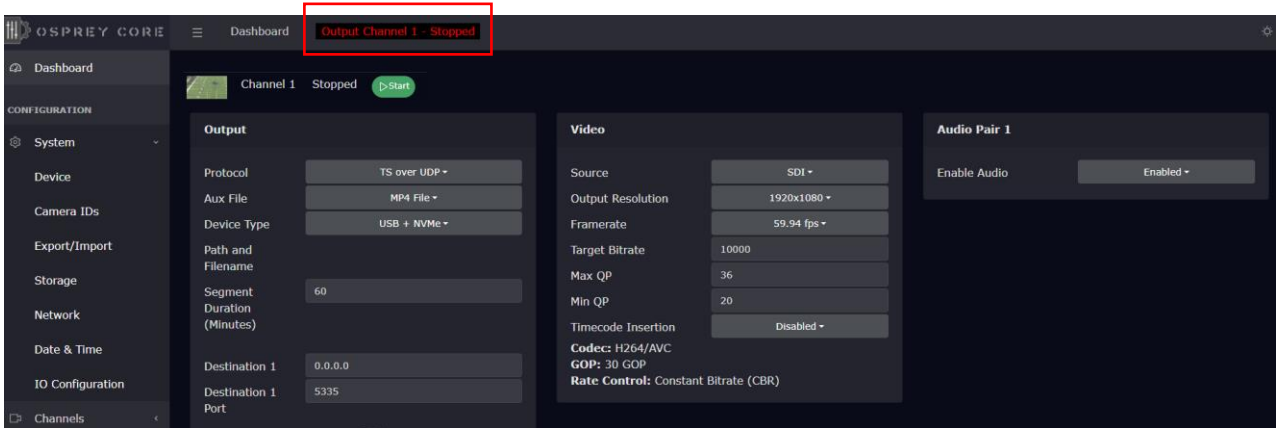 OSPREY CORE
Dashboard
Output Channel 1 - Stopped
Dashboard
CONFIGURATION
System
Device
Camera IDs
Export/Import
Storage
Network
Date & Time
IO Configuration
Channels
Channel 1 Stopped Start
Output
Protocol TS over UDP
Aux File MP4 File
Device Type USB + NVMe
Path and
Filename
Segment 60
Duration
(Minutes)
Destination 1 0.0.0.0
Destination 1 5335
Port
Video
Source SDI
Output Resolution 1920x1080
Framerate 59.94 fps
Target Bitrate 10000
Max QP 36
Min QP 20
Timecode Insertion Disabled
Codec: H264/AVC
GOP: 30 GOP
Rate Control: Constant Bitrate (CBR)
Audio Pair 1
Enable Audio Enabled